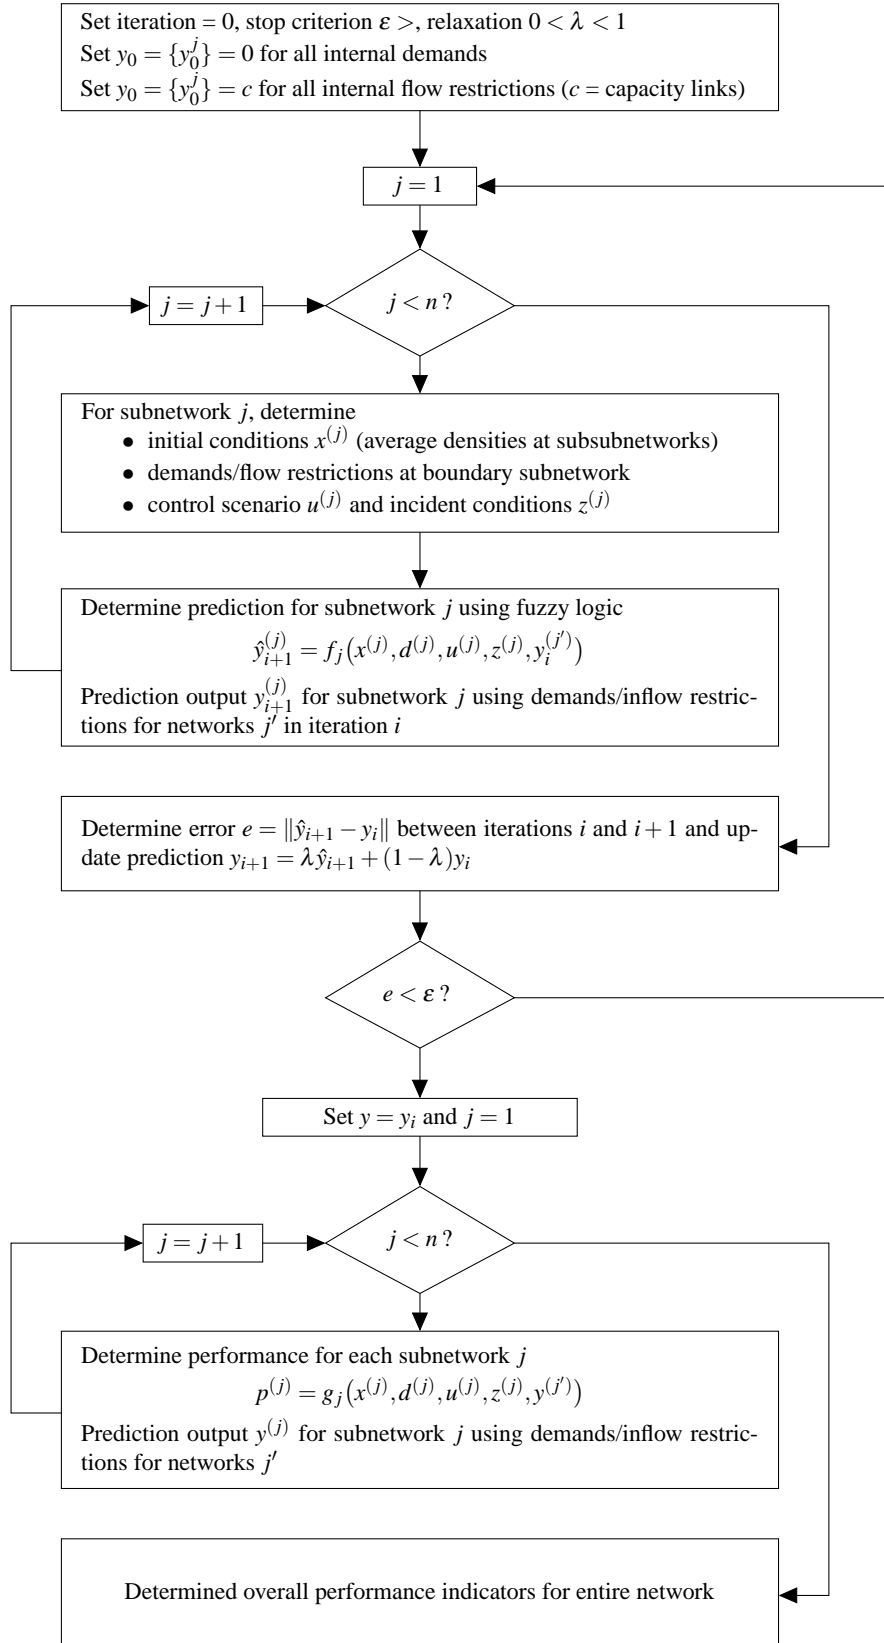 Set iteration = 0, stop criterion ε >, relaxation 0 < λ < 1
Set y₀ = {y₀ʲ} = 0 for all internal demands
Set y₀ = {y₀ʲ} = c for all internal flow restrictions (c = capacity links)
j = 1
j < n ?
j = j + 1
For subnetwork j, determine
• initial conditions x^(j) (average densities at subsubnetworks)
• demands/flow restrictions at boundary subnetwork
• control scenario u^(j) and incident conditions z^(j)
Determine prediction for subnetwork j using fuzzy logic
ŷ_{i+1}^(j) = f_j(x^(j), d^(j), u^(j), z^(j), y_i^(j′))
Prediction output y_{i+1}^(j) for subnetwork j using demands/inflow restric-
tions for networks j′ in iteration i
Determine error e = ‖ŷ_{i+1} − y_i‖ between iterations i and i + 1 and up-
date prediction y_{i+1} = λŷ_{i+1} + (1 − λ)y_i
e < ε ?
Set y = y_i and j = 1
j = j + 1
j < n ?
Determine performance for each subnetwork j
p^(j) = g_j(x^(j), d^(j), u^(j), z^(j), y^(j′))
Prediction output y^(j) for subnetwork j using demands/inflow restric-
tions for networks j′
Determined overall performance indicators for entire network